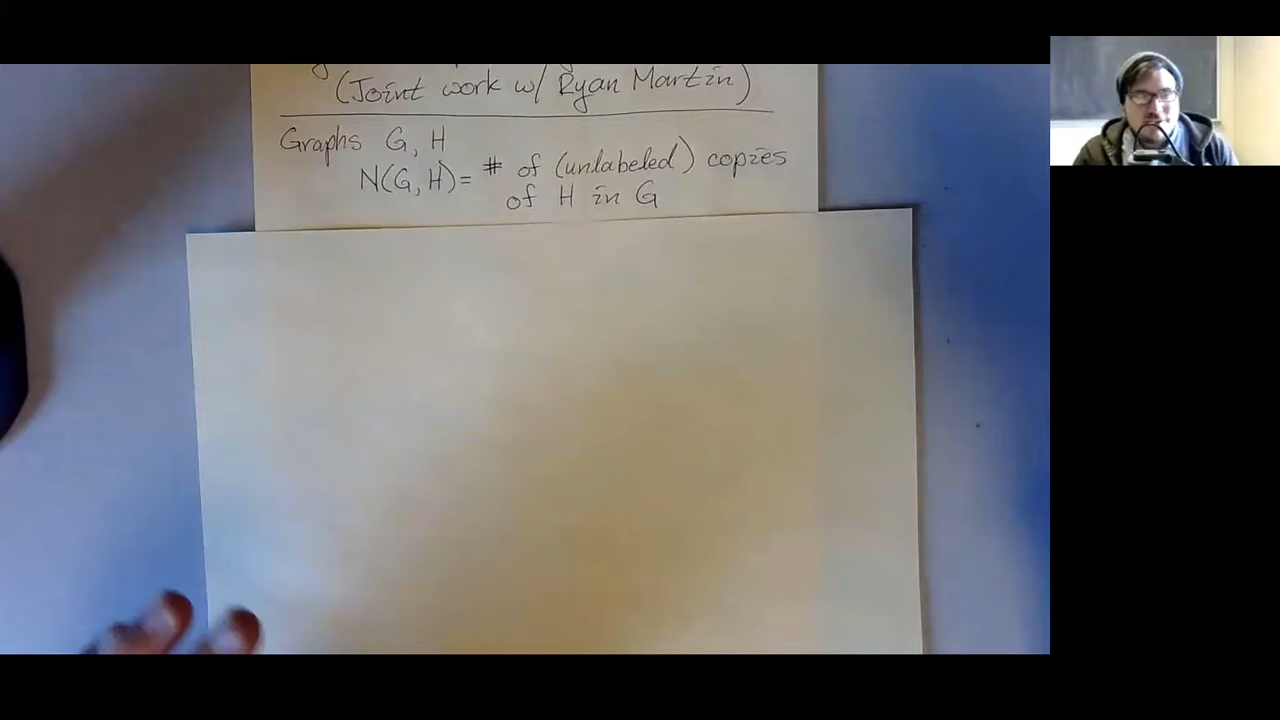 (Joint work w/ Ryan Martin)
Graphs G, H
N(G, H) = # of (unlabeled) copies
of H in G